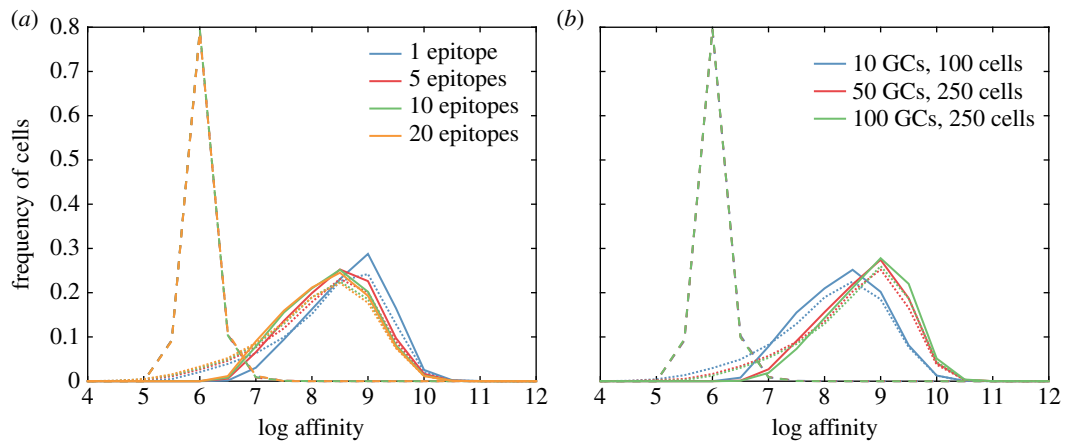 (a)
0.8
0.7
0.6
0.5
0.4
0.3
0.2
0.1
0
frequency of cells
1 epitope
5 epitopes
10 epitopes
20 epitopes
4 5 6 7 8 9 10 11 12
log affinity
(b)
10 GCs, 100 cells
50 GCs, 250 cells
100 GCs, 250 cells
4 5 6 7 8 9 10 11 12
log affinity